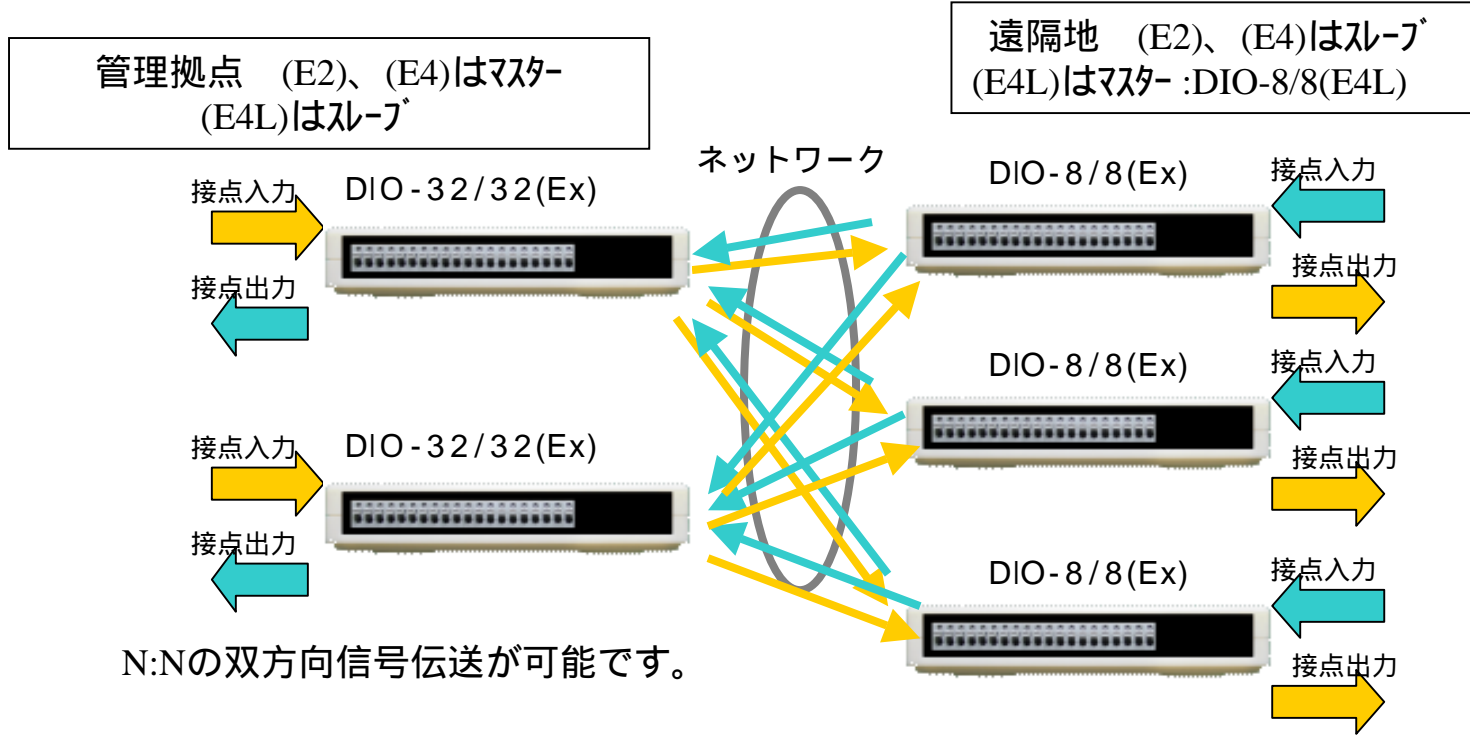 管理拠点 (E2)、(E4)はﾏｽﾀｰ
(E4L)はｽﾚｰﾌﾞ
遠隔地 (E2)、(E4)はｽﾚｰﾌﾞ
(E4L)はﾏｽﾀｰ:DIO-8/8(E4L)
ネットワーク
接点入力
DIO-32/32(Ex)
接点出力
接点入力
DIO-32/32(Ex)
接点出力
DIO-8/8(Ex)
接点入力
接点出力
DIO-8/8(Ex)
接点入力
接点出力
DIO-8/8(Ex)
接点入力
接点出力
N:Nの双方向信号伝送が可能です。